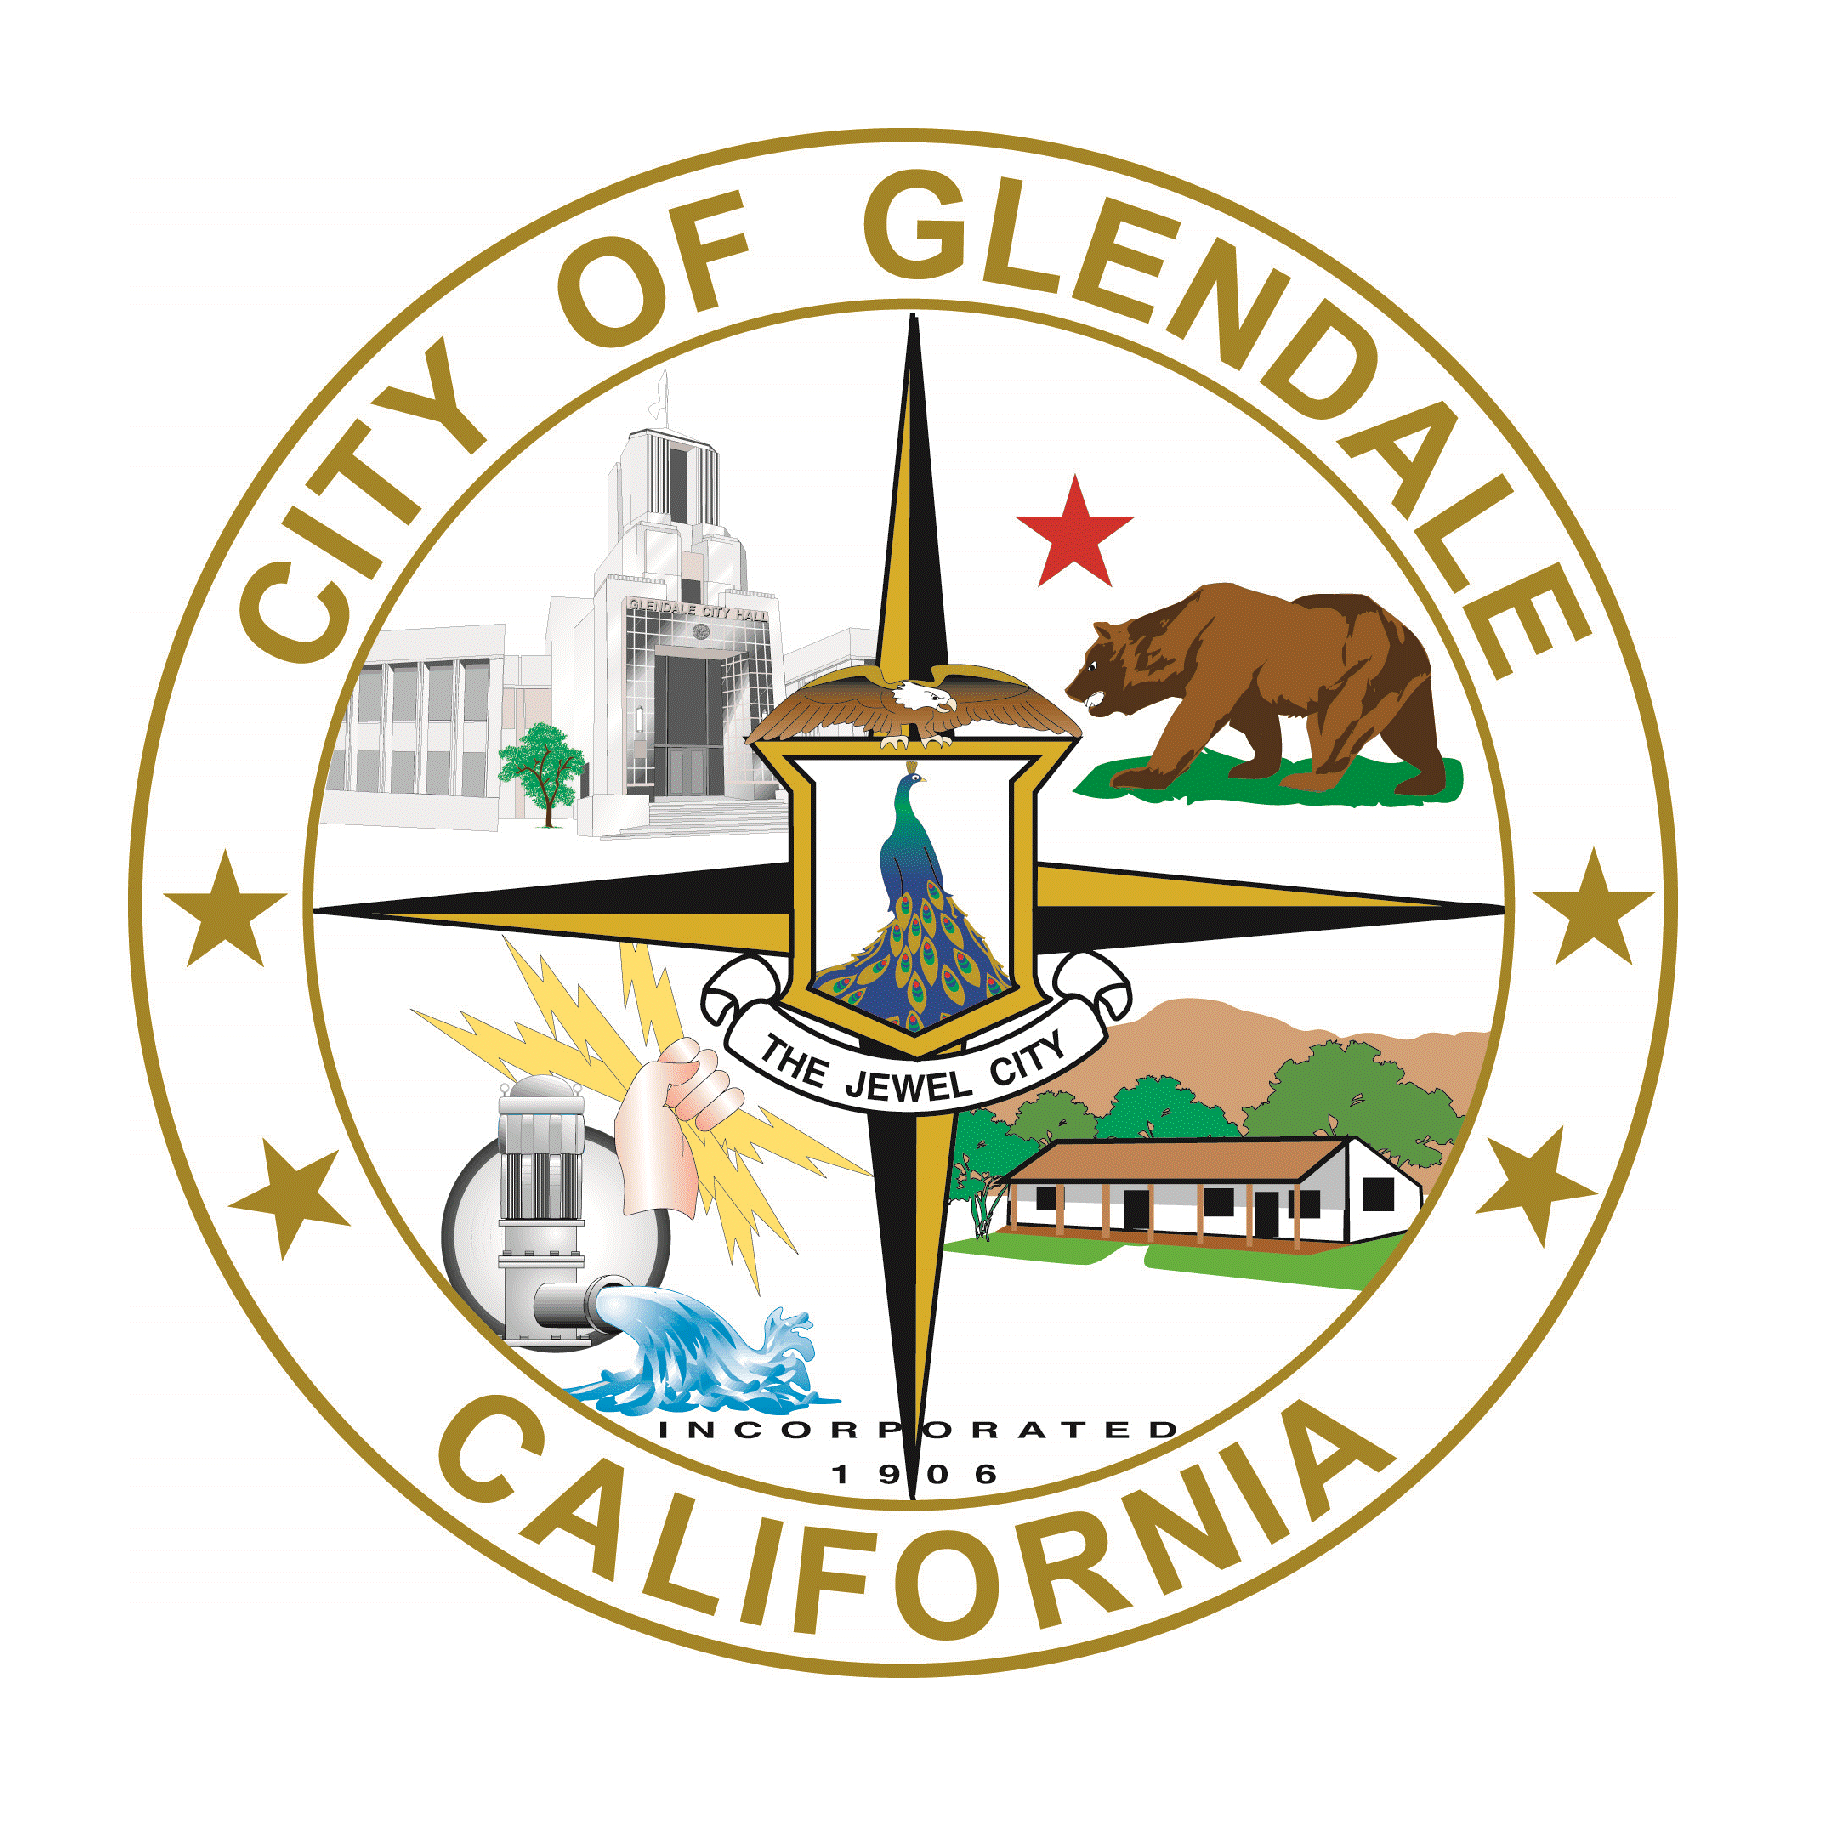 CITY OF GLENDALE
GLENDALE CITY HALL
THE JEWEL CITY
INCORPORATED
1906
CALIFORNIA